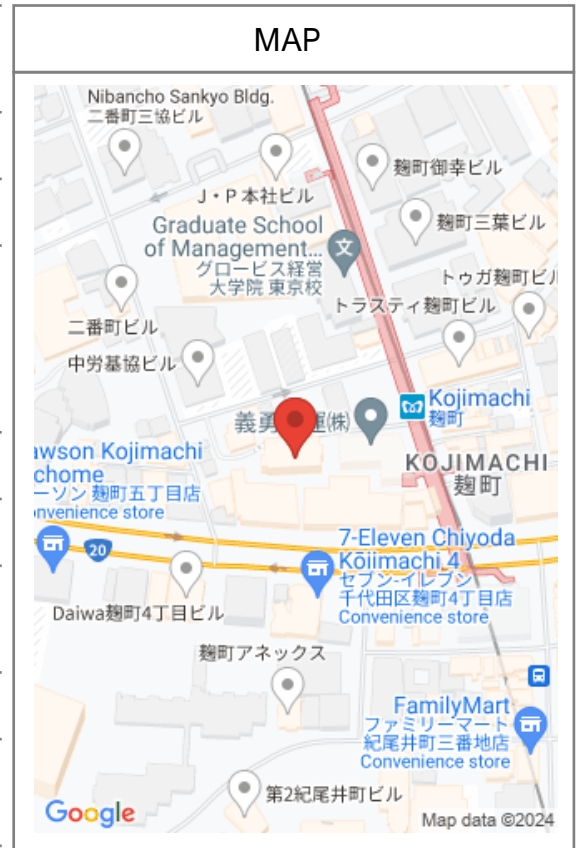 MAP
Nibancho Sankyo Bldg.
二番町三協ビル
J・P本社ビル
麹町御幸ビル
麹町三葉ビル
Graduate School
of Management...
グロービス経営
大学院 東京校
文
トゥガ麹町ビル
トラスティ麹町ビル
二番町ビル
中労基協ビル
Kojimachi
麹町
義勇
運(株)
KOJIMACHI
麹町
awson Kojimachi
chome
ーソン 麹町五丁目店
nvenience store
20
7-Eleven Chiyoda
Kōjimachi 4
セブン-イレブン
千代田区麹町4丁目店
Convenience store
Daiwa麹町4丁目ビル
麹町アネックス
FamilyMart
ファミリーマート
紀尾井町三番地店
Convenience store
第2紀尾井町ビル
Google
Map data ©2024